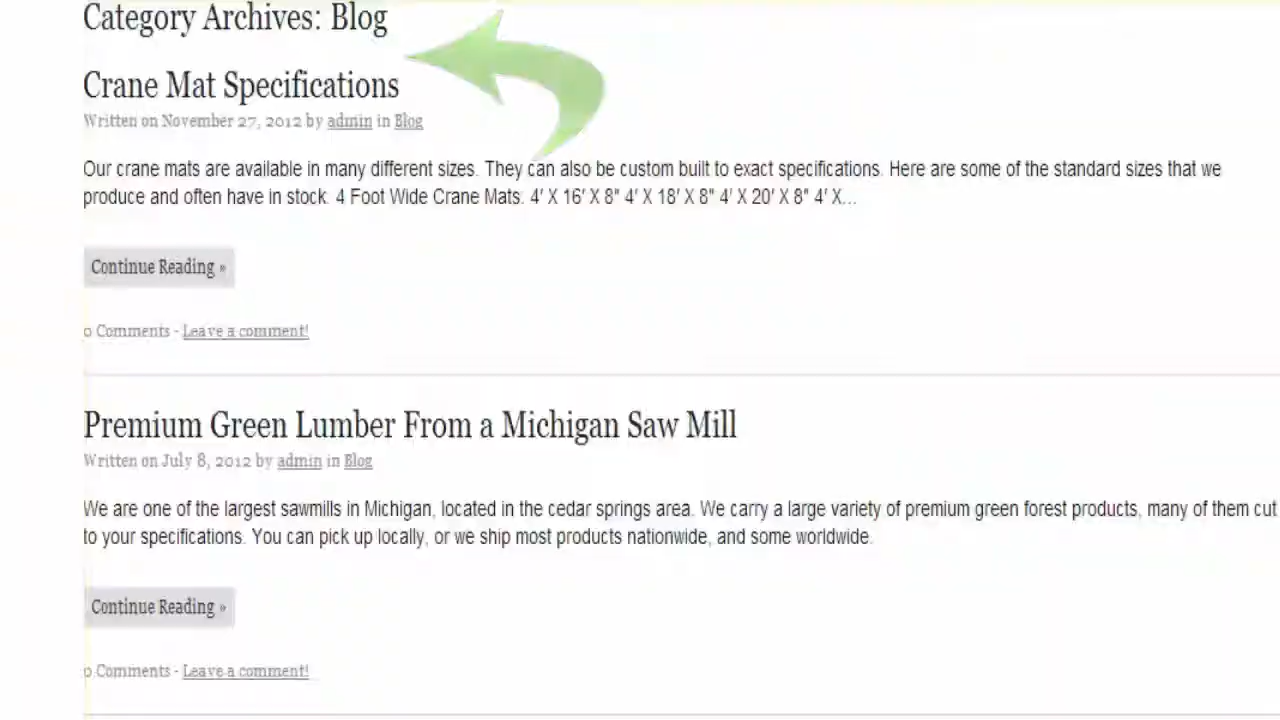 Category Archives: Blog
Crane Mat Specifications
Written on November 27, 2012 by admin in Blog
Our crane mats are available in many different sizes. They can also be custom built to exact specifications. Here are some of the standard sizes that we
produce and often have in stock. 4 Foot Wide Crane Mats. 4' X 16' X 8" 4' X 18' X 8" 4' X 20' X 8" 4' X...
Continue Reading »
0 Comments - Leave a comment!
Premium Green Lumber From a Michigan Saw Mill
Written on July 8, 2012 by admin in Blog
We are one of the largest sawmills in Michigan, located in the cedar springs area. We carry a large variety of premium green forest products, many of them cut
to your specifications. You can pick up locally, or we ship most products nationwide, and some worldwide.
Continue Reading »
0 Comments - Leave a comment!